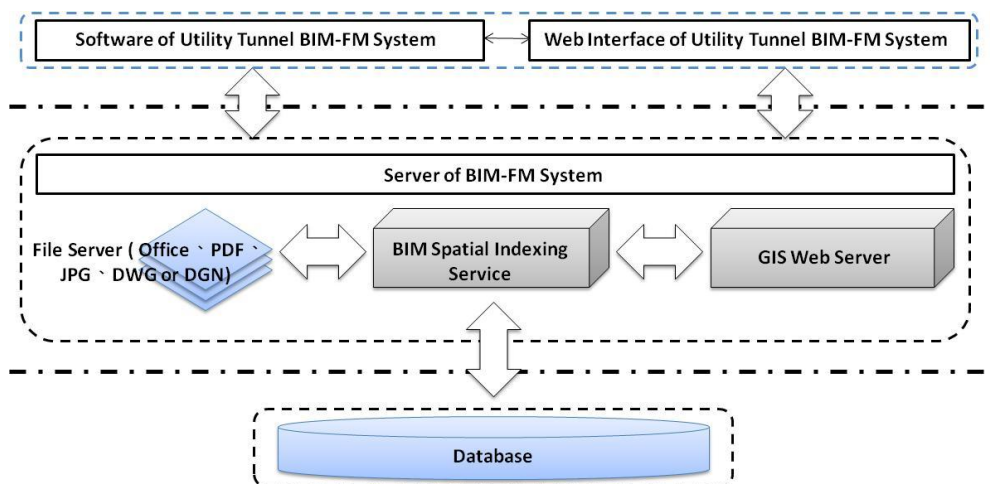 Software of Utility Tunnel BIM-FM System
Web Interface of Utility Tunnel BIM-FM System
Server of BIM-FM System
File Server ( Office、PDF、
JPG、DWG or DGN)
BIM Spatial Indexing
Service
GIS Web Server
Database